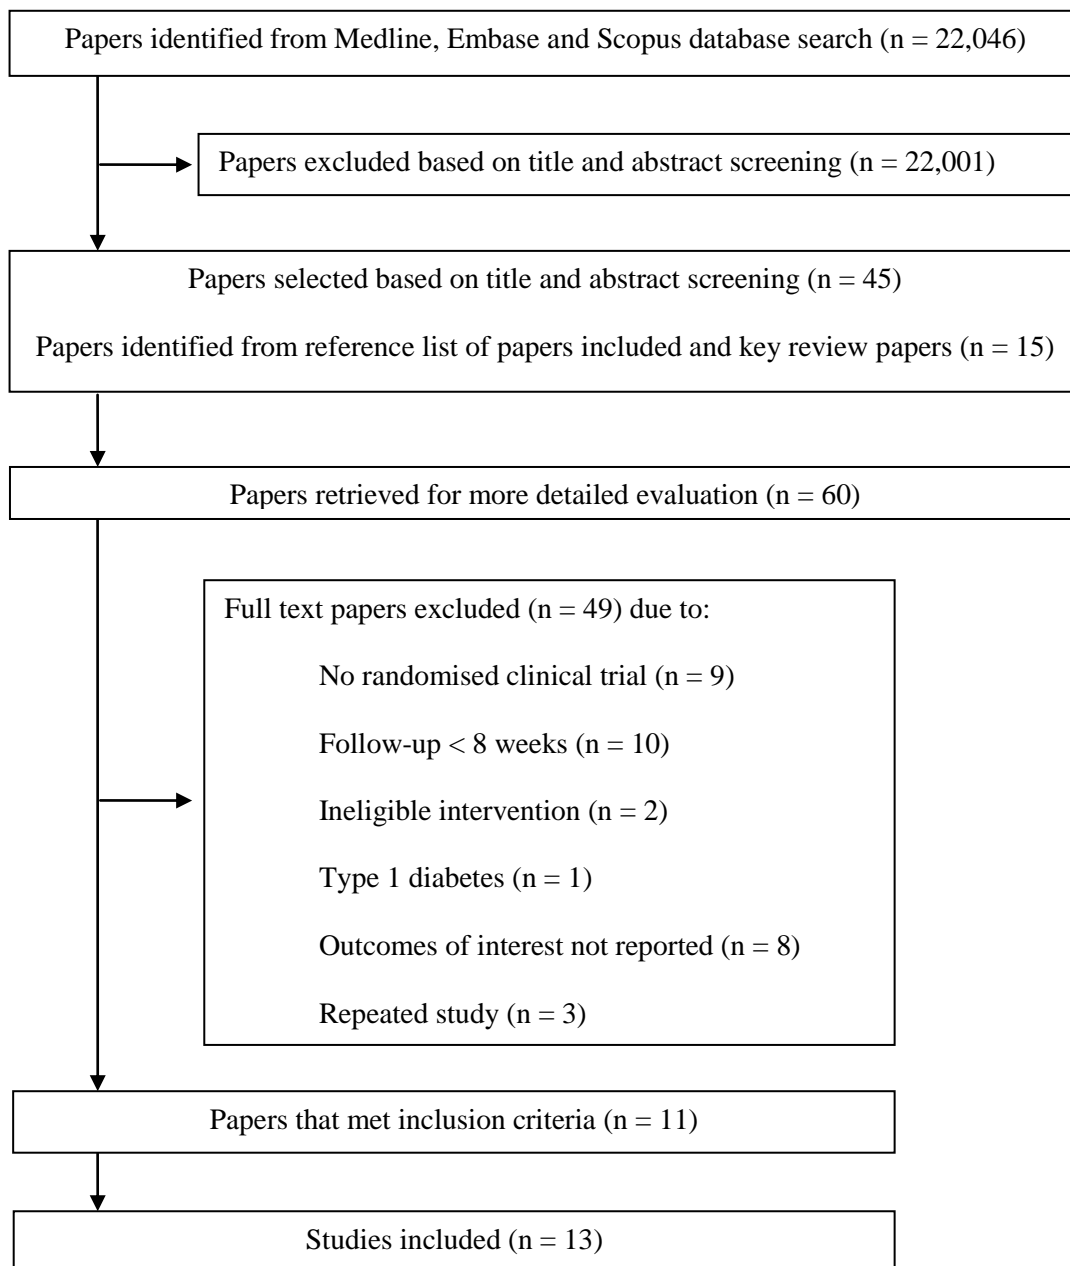 Papers identified from Medline, Embase and Scopus database search (n = 22,046)
Papers excluded based on title and abstract screening (n = 22,001)
Papers selected based on title and abstract screening (n = 45)
Papers identified from reference list of papers included and key review papers (n = 15)
Papers retrieved for more detailed evaluation (n = 60)
Full text papers excluded (n = 49) due to:
No randomised clinical trial (n = 9)
Follow-up < 8 weeks (n = 10)
Ineligible intervention (n = 2)
Type 1 diabetes (n = 1)
Outcomes of interest not reported (n = 8)
Repeated study (n = 3)
Papers that met inclusion criteria (n = 11)
Studies included (n = 13)